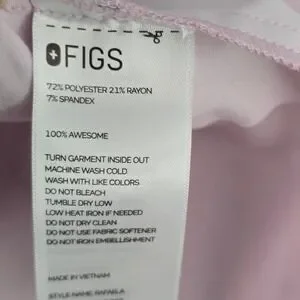 FIGS
72% POLYESTER 21% RAYON
7% SPANDEX
100% AWESOME
TURN GARMENT INSIDE OUT
MACHINE WASH COLD
WASH WITH LIKE COLORS
DO NOT BLEACH
TUMBLE DRY LOW
LOW HEAT IRON IF NEEDED
DO NOT DRY CLEAN
DO NOT USE FABRIC SOFTENER
DO NOT IRON EMBELLISHMENT
MADE IN VIETNAM
STYLE NAME: RAFAELA